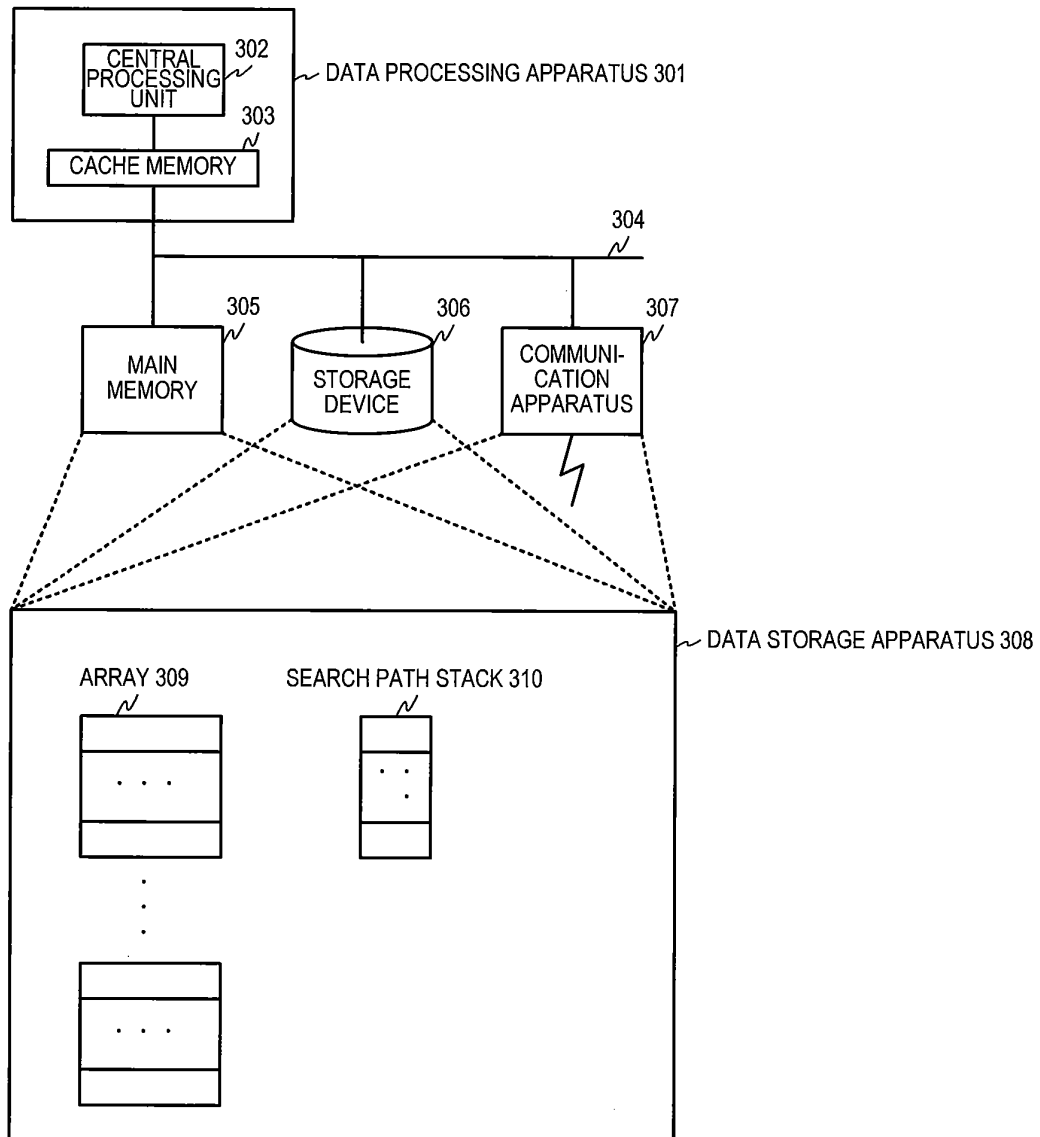 CENTRAL
PROCESSING
UNIT
302
DATA PROCESSING APPARATUS 301
303
CACHE MEMORY
304
305
306
307
MAIN
MEMORY
STORAGE
DEVICE
COMMUNI-
CATION
APPARATUS
DATA STORAGE APPARATUS 308
ARRAY 309
SEARCH PATH STACK 310